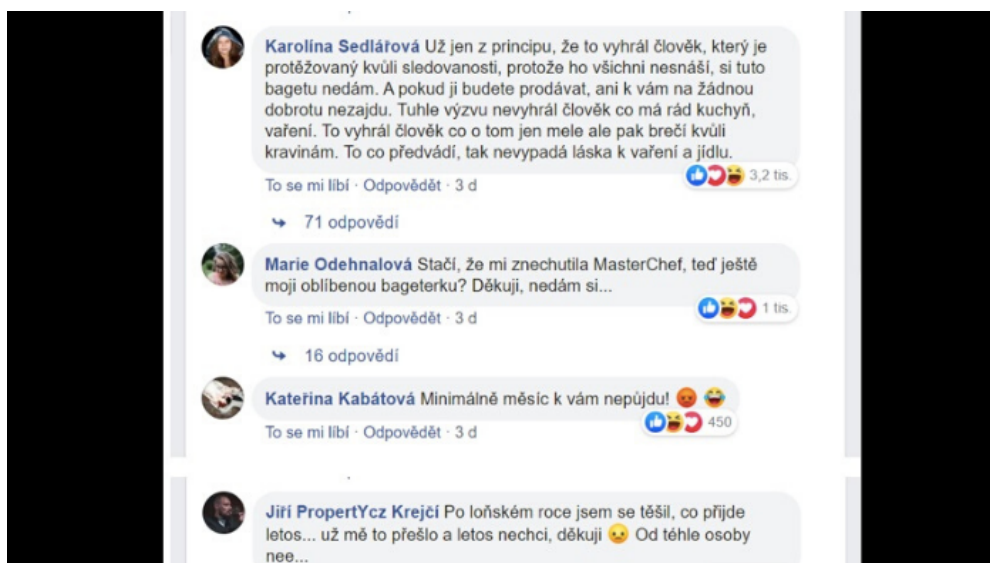 Karolína Sedlářová Už jen z principu, že to vyhrál člověk, který je
protěžovaný kvůli sledovanosti, protože ho všichni nesnáší, si tuto
bagetu nedám. A pokud ji budete prodávat, ani k vám na žádnou
dobrotu nezajdu. Tuhle výzvu nevyhrál člověk co má rád kuchyň,
vaření. To vyhrál člověk co o tom jen mele ale pak brečí kvůli
kravinám. To co předvádí, tak nevypadá láska k vaření a jídlu.
3,2 tis.
To se mi líbí · Odpovědět · 3 d
71 odpovědí
Marie Odehnalová Stačí, že mi znechutila MasterChef, teď ještě
moji oblíbenou bageterku? Děkuji, nedám si...
1 tis.
To se mi líbí · Odpovědět · 3 d
16 odpovědí
Kateřina Kabátová Minimálně měsíc k vám nepůjdu! 😡 😂
450
To se mi líbí · Odpovědět · 3 d
Jiří PropertYcz Krejčí Po loňském roce jsem se těšil, co přijde
letos... už mě to přešlo a letos nechci, děkuji 😞 Od téhle osoby
nee...